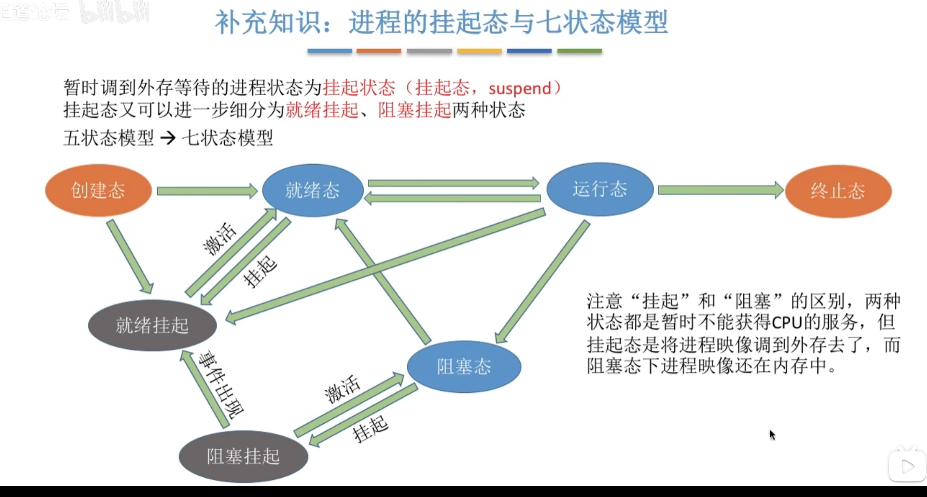 王道论坛 bilibili
补充知识：进程的挂起态与七状态模型
暂时调到外存等待的进程状态为挂起状态（挂起态，suspend）
挂起态又可以进一步细分为就绪挂起、阻塞挂起两种状态
五状态模型→七状态模型
创建态
就绪态
运行态
终止态
激活
挂起
就绪挂起
注意“挂起”和“阻塞”的区别，两种
状态都是暂时不能获得CPU的服务，但
挂起态是将进程映像调到外存去了，而
阻塞态下进程映像还在内存中。
事件出现
阻塞态
激活
挂起
阻塞挂起